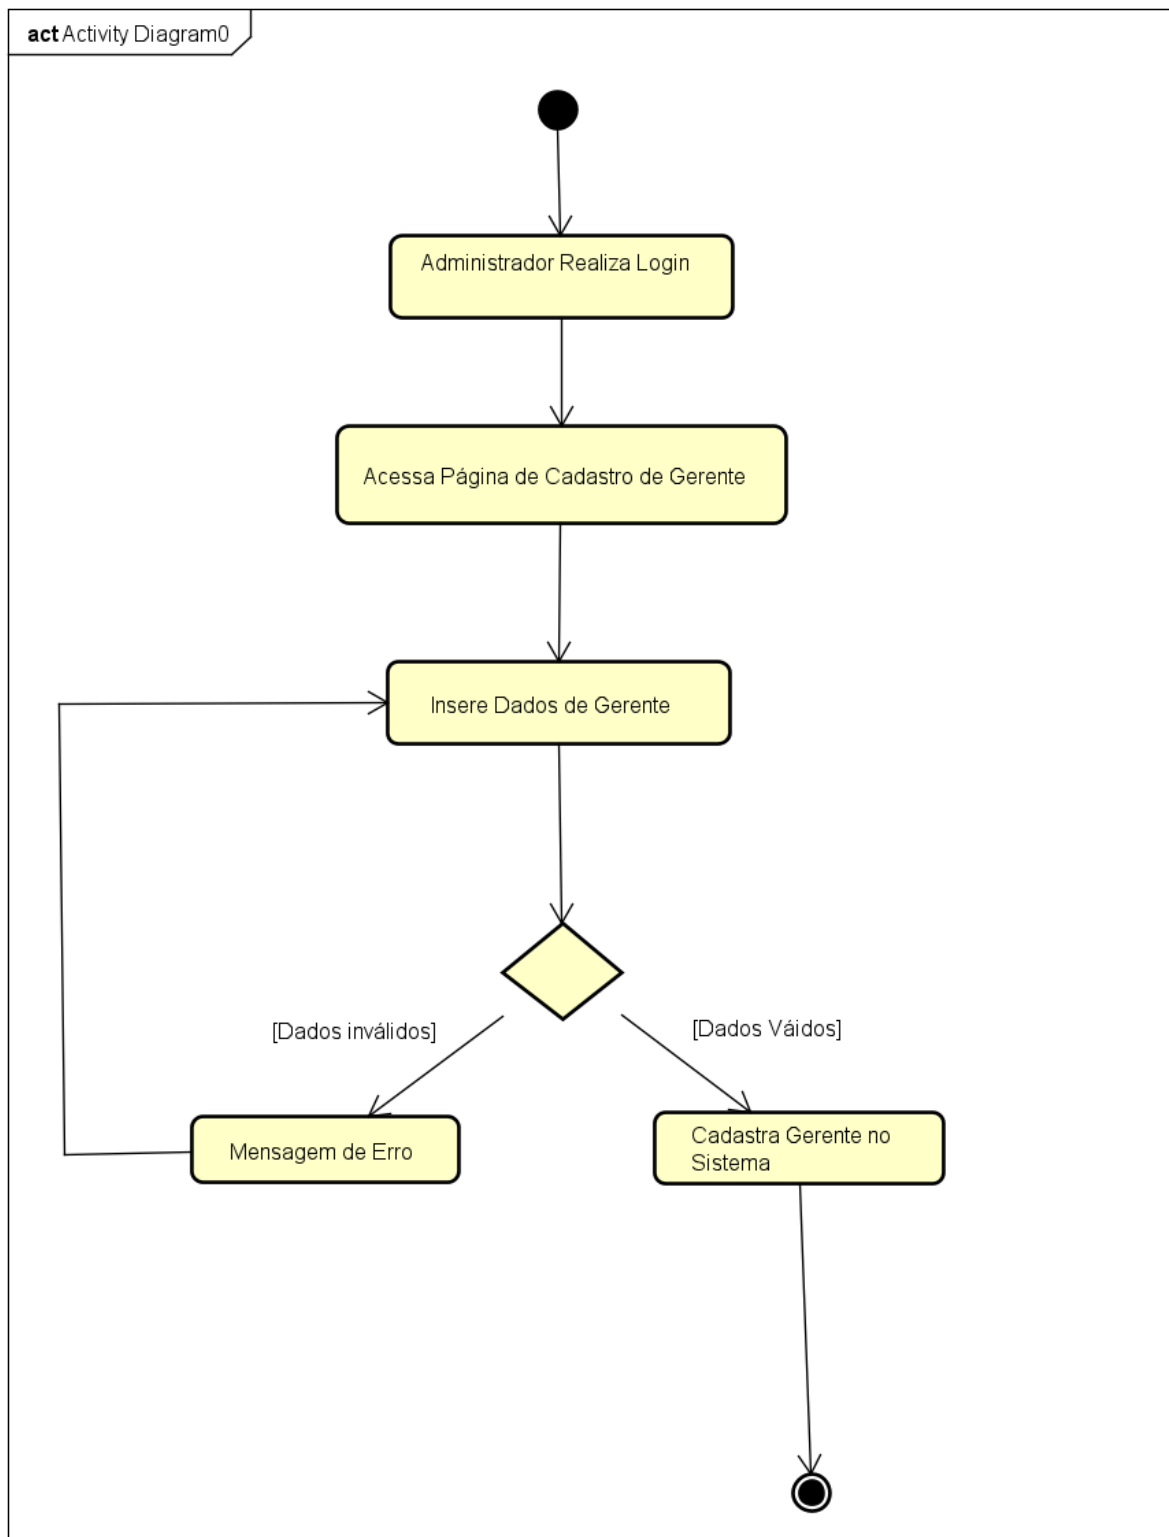 act Activity Diagram0
Administrador Realiza Login
Acessa Página de Cadastro de Gerente
Insere Dados de Gerente
[Dados inválidos]
[Dados Váidos]
Mensagem de Erro
Cadastra Gerente no
Sistema